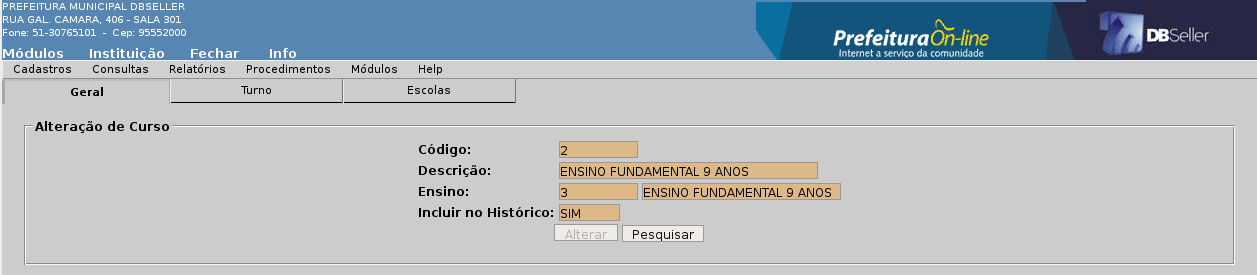 PREFEITURA MUNICIPAL DBSELLER
RUA GAL. CAMARA, 406 - SALA 301
Fone: 51-30765101 - Cep: 95552000
PrefeituraOn-line
Internet a serviço da comunidade
DBSeller
Módulos Instituição Fechar Info
Cadastros Consultas Relatórios Procedimentos Módulos Help
Geral Turno Escolas
Alteração de Curso
Código: 2
Descrição: ENSINO FUNDAMENTAL 9 ANOS
Ensino: 3 ENSINO FUNDAMENTAL 9 ANOS
Incluir no Histórico: SIM
Alterar Pesquisar